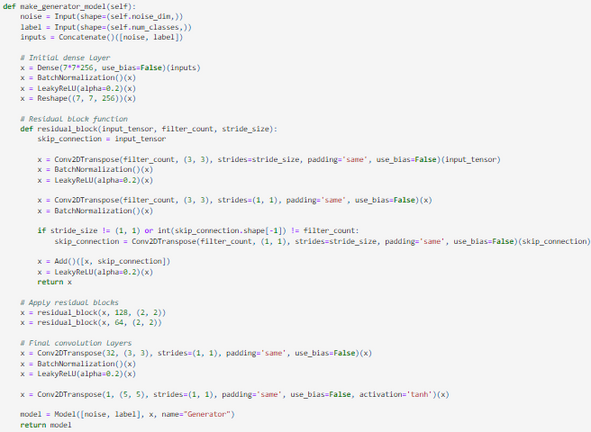 def make_generator_model(self):
    noise = Input(shape=(self.noise_dim,))
    label = Input(shape=(self.num_classes,))
    inputs = Concatenate()([noise, label])

    # Initial dense layer
    x = Dense(7*7*256, use_bias=False)(inputs)
    x = BatchNormalization()(x)
    x = LeakyReLU(alpha=0.2)(x)
    x = Reshape((7, 7, 256))(x)

    # Residual block function
    def residual_block(input_tensor, filter_count, stride_size):
        skip_connection = input_tensor

        x = Conv2DTranspose(filter_count, (3, 3), strides=stride_size, padding='same', use_bias=False)(input_tensor)
        x = BatchNormalization()(x)
        x = LeakyReLU(alpha=0.2)(x)

        x = Conv2DTranspose(filter_count, (3, 3), strides=(1, 1), padding='same', use_bias=False)(x)
        x = BatchNormalization()(x)

        if stride_size != (1, 1) or int(skip_connection.shape[-1]) != filter_count:
            skip_connection = Conv2DTranspose(filter_count, (1, 1), strides=stride_size, padding='same', use_bias=False)(skip_connection)

        x = Add()([x, skip_connection])
        x = LeakyReLU(alpha=0.2)(x)
        return x

    # Apply residual blocks
    x = residual_block(x, 128, (2, 2))
    x = residual_block(x, 64, (2, 2))

    # Final convolution layers
    x = Conv2DTranspose(32, (3, 3), strides=(1, 1), padding='same', use_bias=False)(x)
    x = BatchNormalization()(x)
    x = LeakyReLU(alpha=0.2)(x)

    x = Conv2DTranspose(1, (5, 5), strides=(1, 1), padding='same', use_bias=False, activation='tanh')(x)

    model = Model([noise, label], x, name="Generator")
    return model